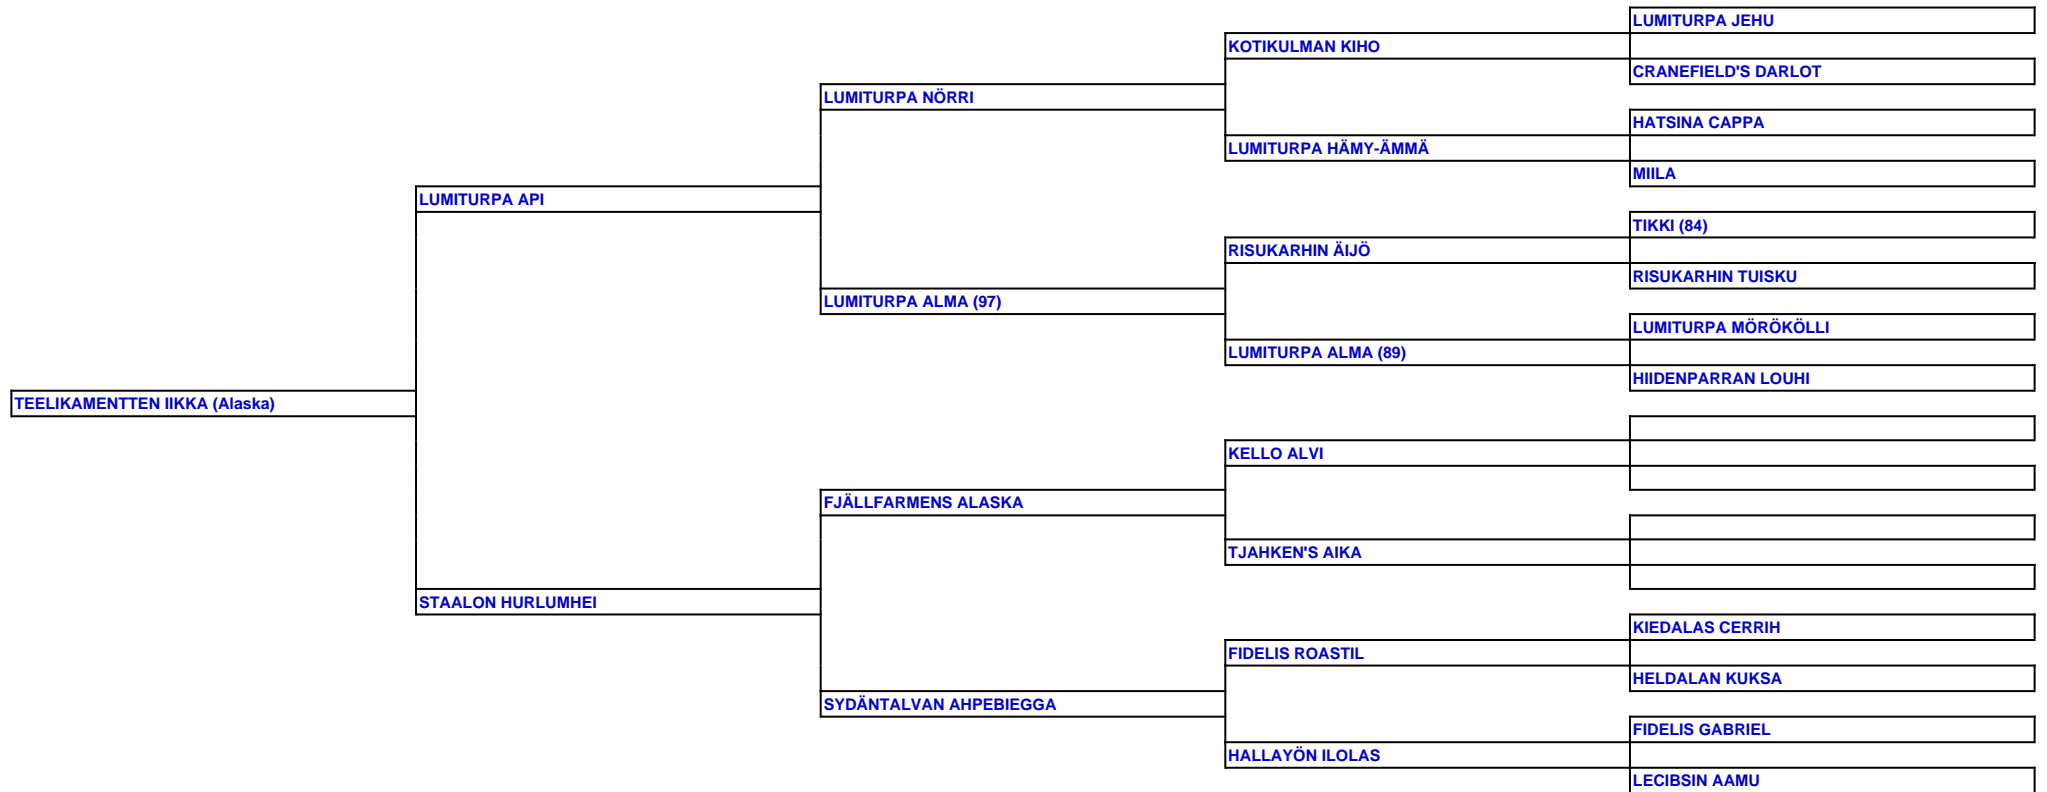 LUMITURPA JEHU
KOTIKULMAN KIHO
CRANEFIELD'S DARLOT
LUMITURPA NÖRRI
HATSINA CAPPA
LUMITURPA HÄMY-ÄMMÄ
MIILA
LUMITURPA API
TIKKI (84)
RISUKARHIN ÄIJÖ
RISUKARHIN TUISKU
LUMITURPA ALMA (97)
LUMITURPA MÖRÖKÖLLI
LUMITURPA ALMA (89)
HIIDENPARRAN LOUHI
TEELIKAMENTTEN IIKKA (Alaska)
KELLO ALVI
FJÄLLFARMENS ALASKA
TJAHKEN'S AIKA
STAALON HURLUMHEI
KIEDALAS CERRIH
FIDELIS ROASTIL
HELDALAN KUKSA
SYDÄNTALVAN AHPEBIEGGA
FIDELIS GABRIEL
HALLAYÖN ILOLAS
LECIBSIN AAMU